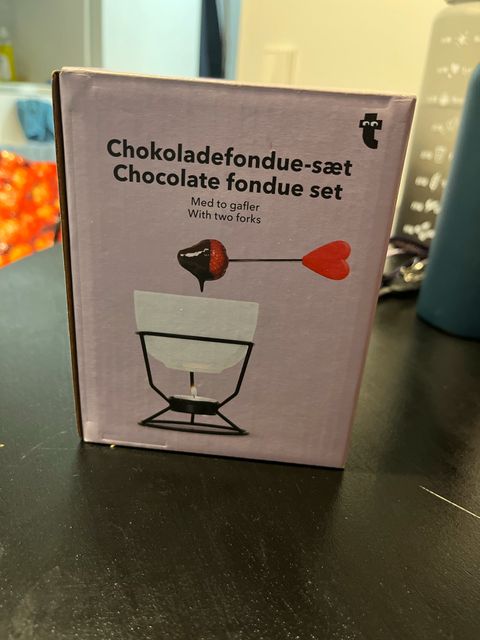 t
Chokoladefondue-sæt
Chocolate fondue set
Med to gafler
With two forks